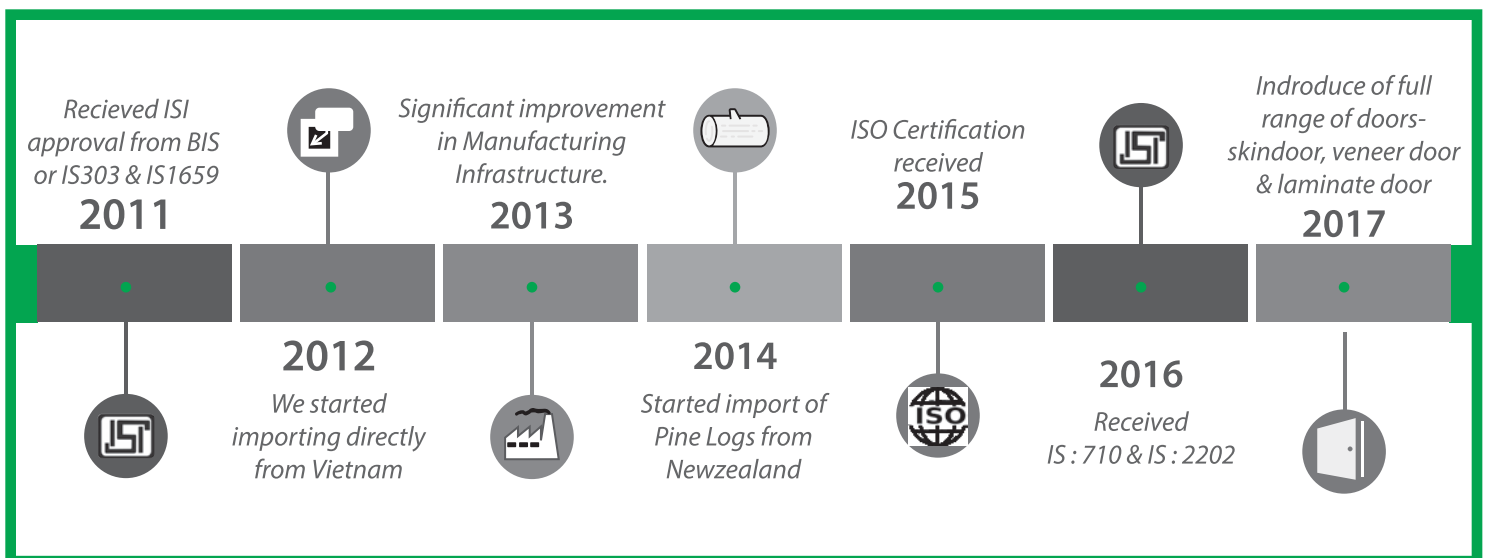 Recieved ISI
approval from BIS
or IS303 & IS1659
2011
2012
We started
importing directly
from Vietnam
Significant improvement
in Manufacturing
Infrastructure.
2013
2014
Started import of
Pine Logs from
Newzealand
ISO Certification
received
2015
ISO
2016
Received
IS : 710 & IS : 2202
Indroduce of full
range of doors-
skindoor, veneer door
& laminate door
2017